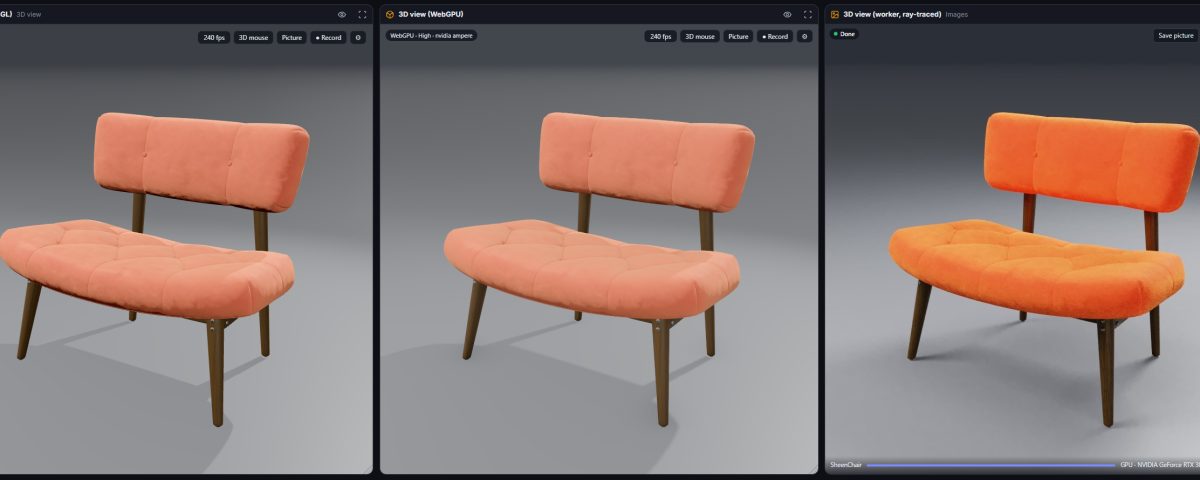 GL) 3D view
240 fps 3D mouse Picture ● Record
3D view (WebGPU)
WebGPU - High - nvidia ampere 240 fps 3D mouse Picture ● Record
3D view (worker, ray-traced) Images
Done Save picture
SheenChair GPU - NVIDIA GeForce RTX